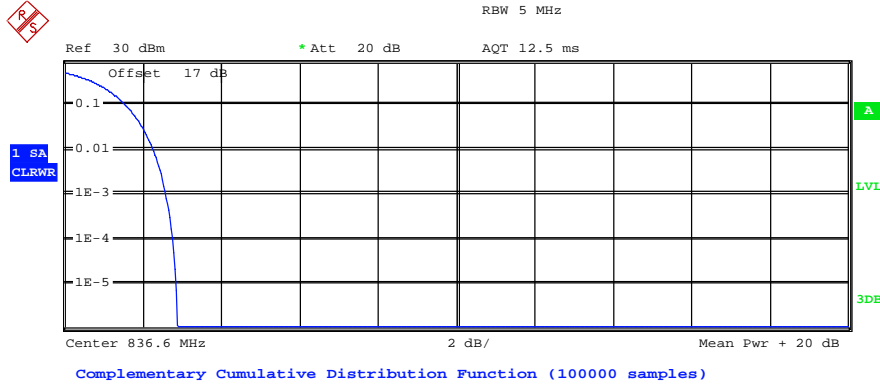 R S
RBW 5 MHz
Ref 30 dBm * Att 20 dB AQT 12.5 ms
Offset 17 dB
0.1
A
0.01
1 SA
CLRWR
1E-3
LVL
1E-4
1E-5
3DB
Center 836.6 MHz 2 dB/ Mean Pwr + 20 dB
Complementary Cumulative Distribution Function (100000 samples)